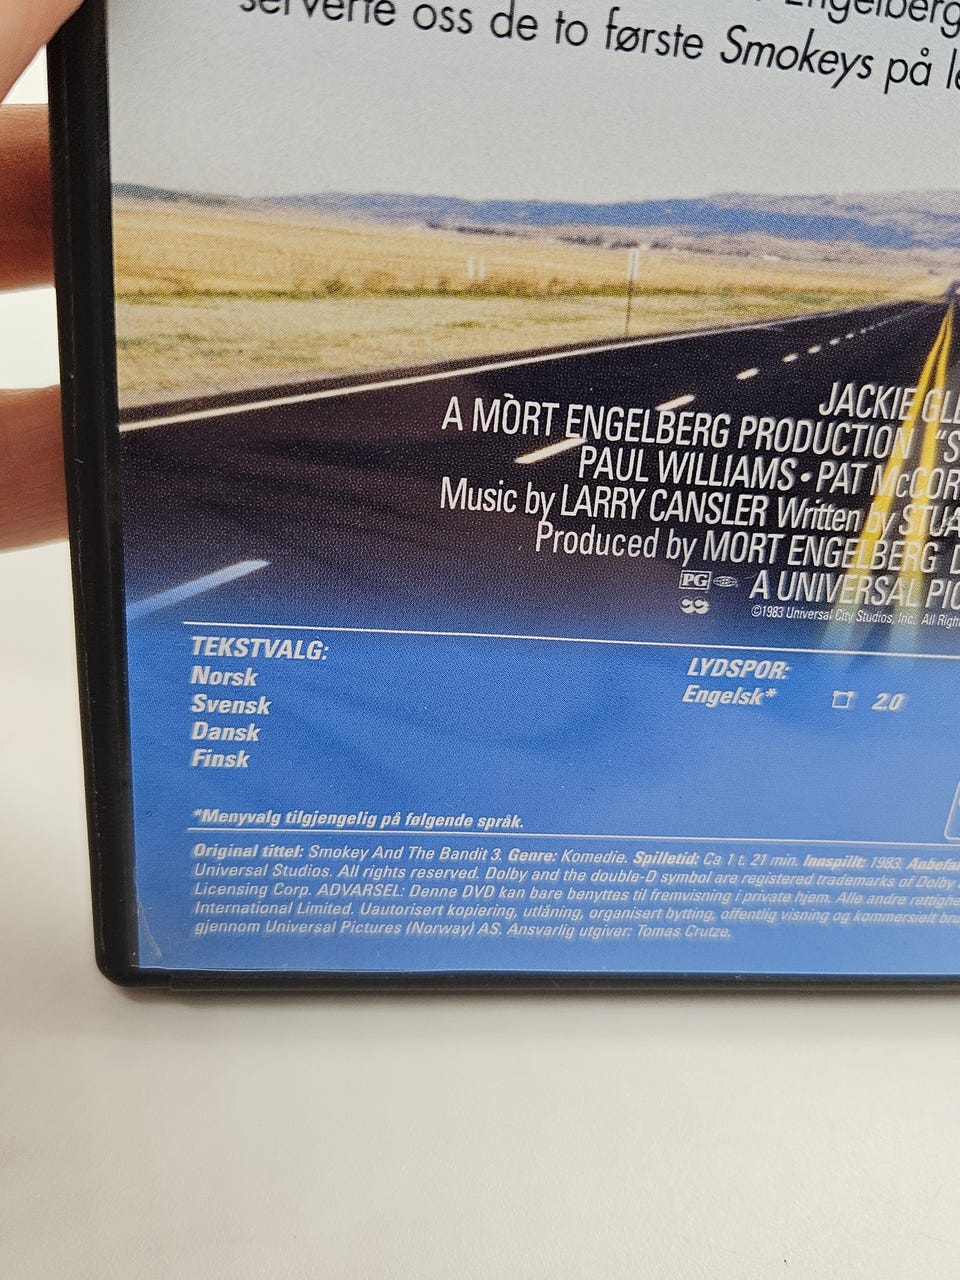 serverte oss de to første Smokeys på
JACKIE
A MORT ENGELBERG PRODUCTION
PAUL WILLIAMS • PAT
Music by LARRY CANSLER Written by
Produced by MORT ENGELBERG
PG A UNIVERSAL
©1983 Universal City Studios, Inc. All
TEKSTVALG:
Norsk
Svensk
Dansk
Finsk
LYDSPOR:
Engelsk* 2.0
*Menyvalg tilgjengelig på følgende språk.
Original tittel: Smokey And The Bandit 3. Genre: Komedie. Spilletid: Ca 1 t. 21 min. Innspillt: 1983.
Universal Studios. All rights reserved. Dolby and the double-D symbol are registered trademarks of Dolby
Licensing Corp. ADVARSEL: Denne DVD kan bare benyttes til fremvisning i private hjem. Alle andre
International Limited. Uautorisert kopiering, utlåning, organisert bytting, offentlig visning og kommersielt
gjennom Universal Pictures (Norway) AS. Ansvarlig utgiver: Tomas Crutze.